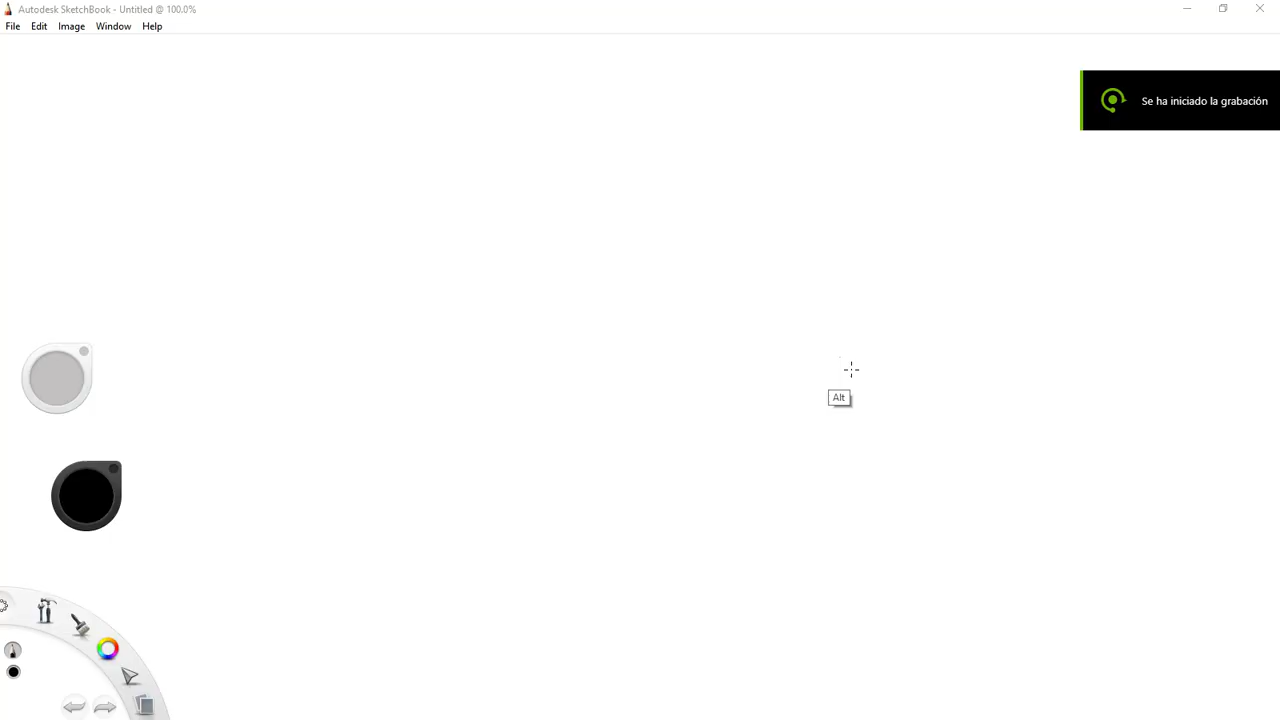 Autodesk SketchBook - Untitled @ 100.0%
File Edit Image Window Help
Se ha iniciado la grabación
Alt